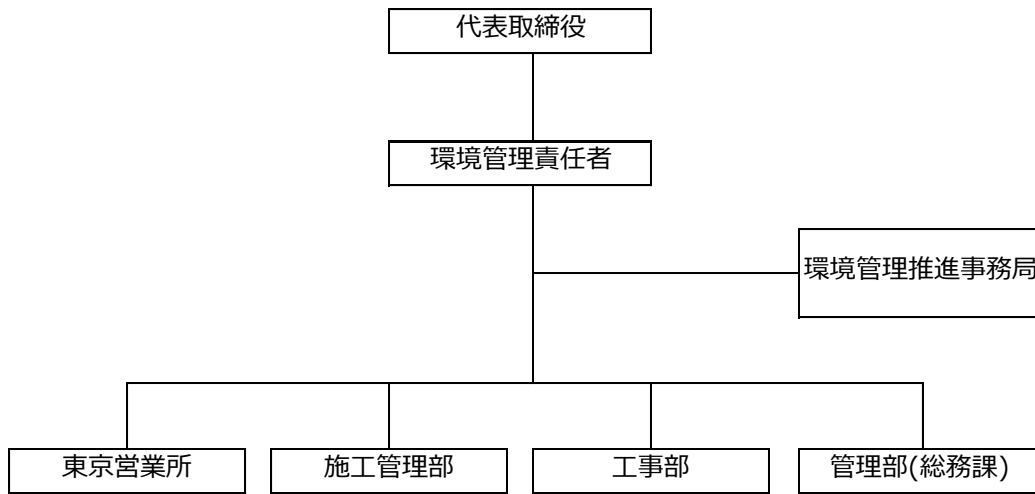 代表取締役
環境管理責任者
環境管理推進事務局
東京営業所
施工管理部
工事部
管理部(総務課)